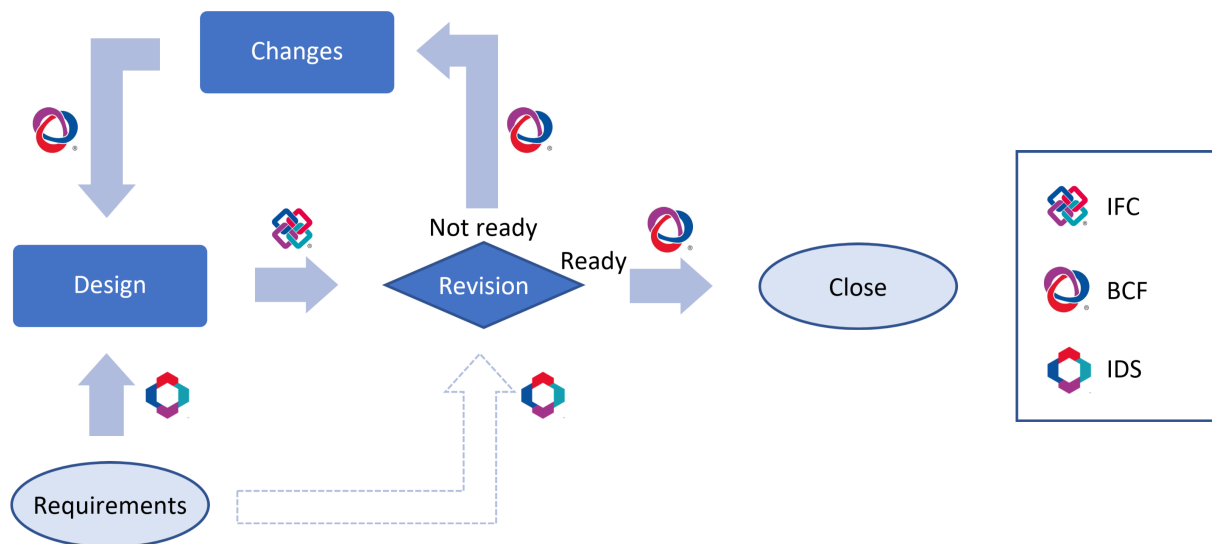 Changes
Not ready
Ready
Design
Revision
Close
Requirements
IFC
BCF
IDS